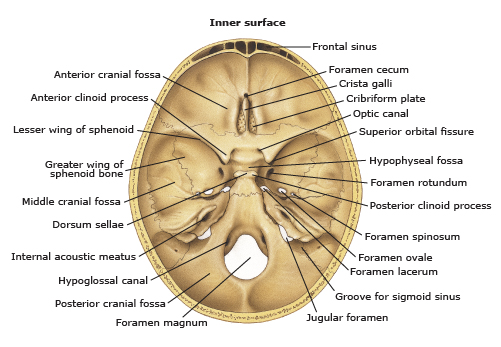 Inner surface
Frontal sinus
Anterior cranial fossa
Foramen cecum
Crista galli
Anterior clinoid process
Cribriform plate
Optic canal
Lesser wing of sphenoid
Superior orbital fissure
Greater wing of
sphenoid bone
Hypophyseal fossa
Foramen rotundum
Middle cranial fossa
Posterior clinoid process
Dorsum sellae
Foramen spinosum
Internal acoustic meatus
Foramen ovale
Foramen lacerum
Hypoglossal canal
Groove for sigmoid sinus
Posterior cranial fossa
Jugular foramen
Foramen magnum